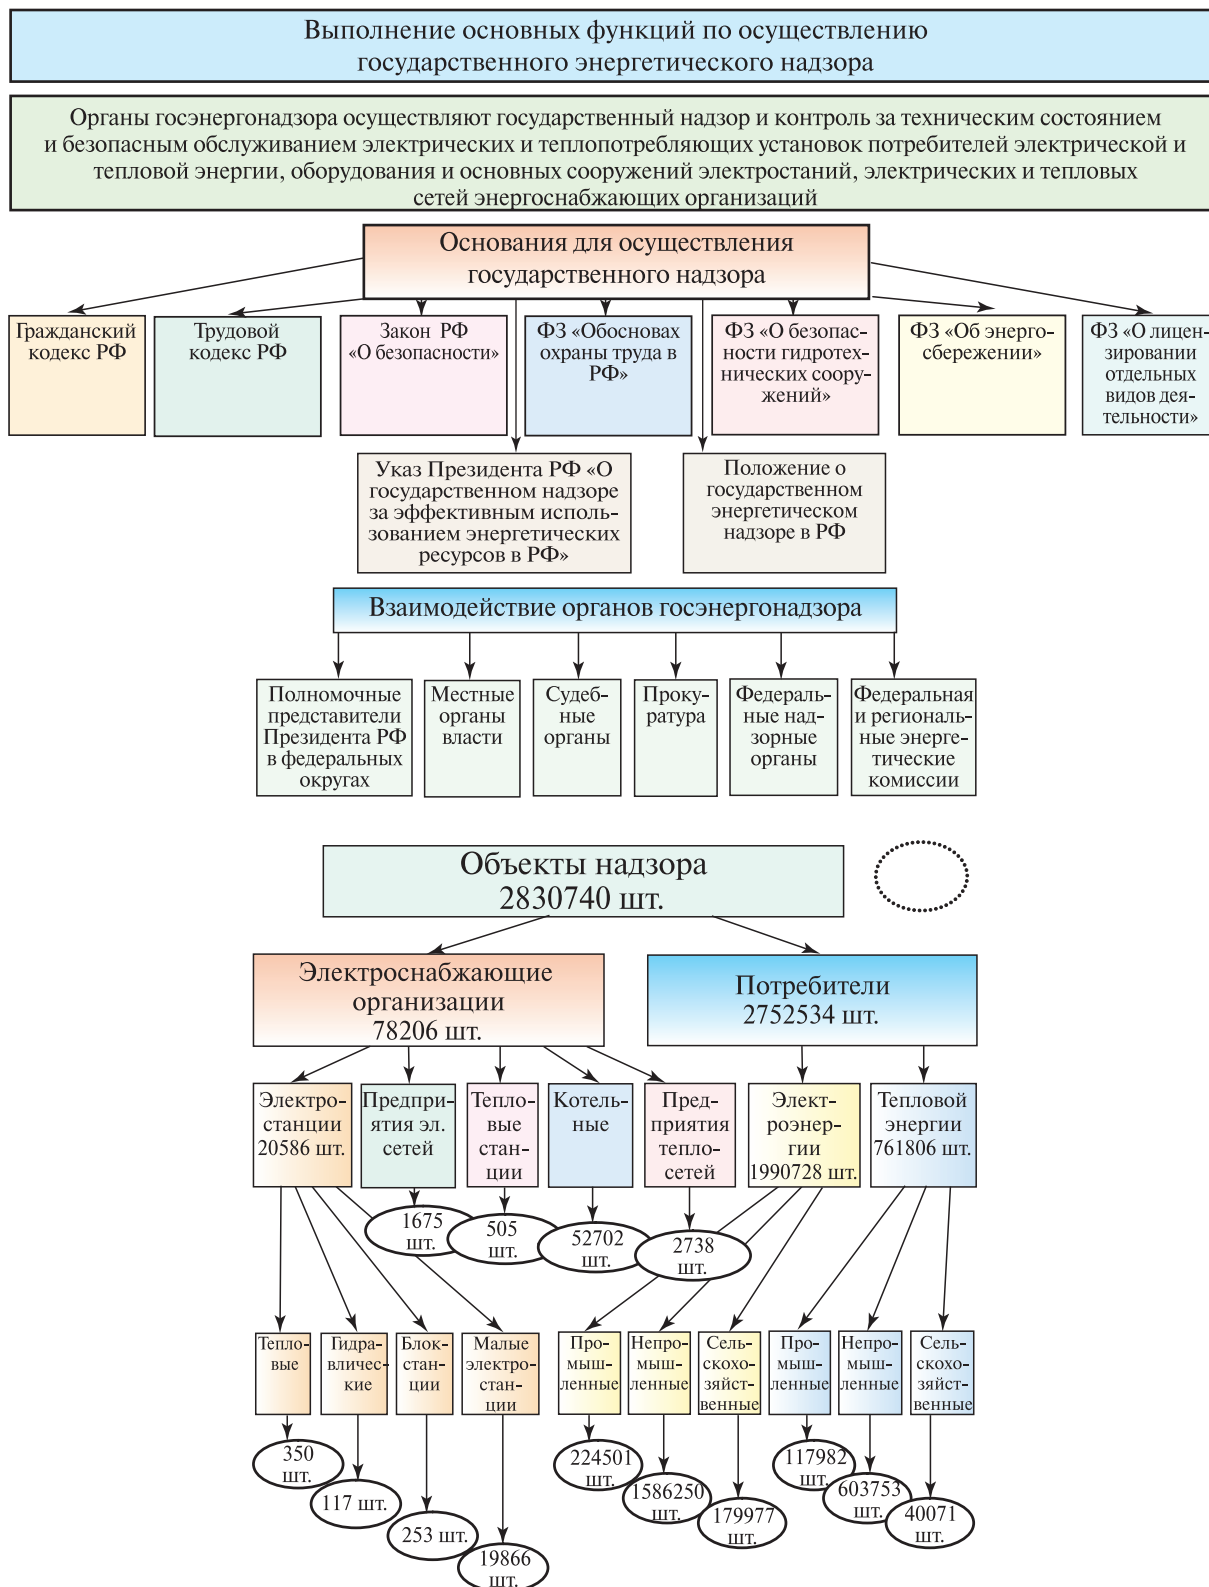 Выполнение основных функций по осуществлению
государственного энергетического надзора
Органы госэнергонадзора осуществляют государственный надзор и контроль за техническим состоянием
и безопасным обслуживанием электрических и теплопотребляющих установок потребителей электрической и
тепловой энергии, оборудования и основных сооружений электростаний, электрических и тепловых
сетей энергоснабжающих организаций
Основания для осуществления
государственного надзора
Гражданский
кодекс РФ
Трудовой
кодекс РФ
Закон РФ
«О безопасности»
ФЗ «Обосновах
охраны труда в
РФ»
ФЗ «О безопас-
ности гидротех-
нических соору-
жений»
ФЗ «Об энерго-
сбережении»
ФЗ «О лицен-
зировании
отдельных
видов дея-
тельности»
Указ Президента РФ «О
государственном надзоре
за эффективным исполь-
зованием энергетических
ресурсов в РФ»
Положение о
государственном
энергетическом
надзоре в РФ
Взаимодействие органов госэнергонадзора
Полномочные
представители
Президента РФ
в федеральных
округах
Местные
органы
власти
Судеб-
ные
органы
Проку-
ратура
Федераль-
ные над-
зорные
органы
Федеральная
и региональ-
ные энерге-
тические
комиссии
Объекты надзора
2830740 шт.
Электроснабжающие
организации
78206 шт.
Потребители
2752534 шт.
Электро-
станции
20586 шт.
Предпри-
ятия эл.
сетей
Тепло-
вые
стан-
ции
Котель-
ные
Пред-
приятия
тепло-
сетей
Элект-
роэнер-
гии
1990728 шт.
Тепловой
энергии
761806 шт.
1675
шт.
505
шт.
52702
шт.
2738
шт.
Тепло-
вые
Гидра-
вличес-
кие
Блок-
стан-
ции
Малые
электро-
стан-
ции
Про-
мышл-
ленные
Непро-
мышл-
ленные
Сель-
скохо-
зяйст-
венные
Про-
мышл-
ленные
Непро-
мышл-
ленные
Сель-
скохо-
зяйст-
венные
350
шт.
117 шт.
253 шт.
19866
шт.
224501
шт.
1586250
шт.
179977
шт.
117982
шт.
603753
шт.
40071
шт.